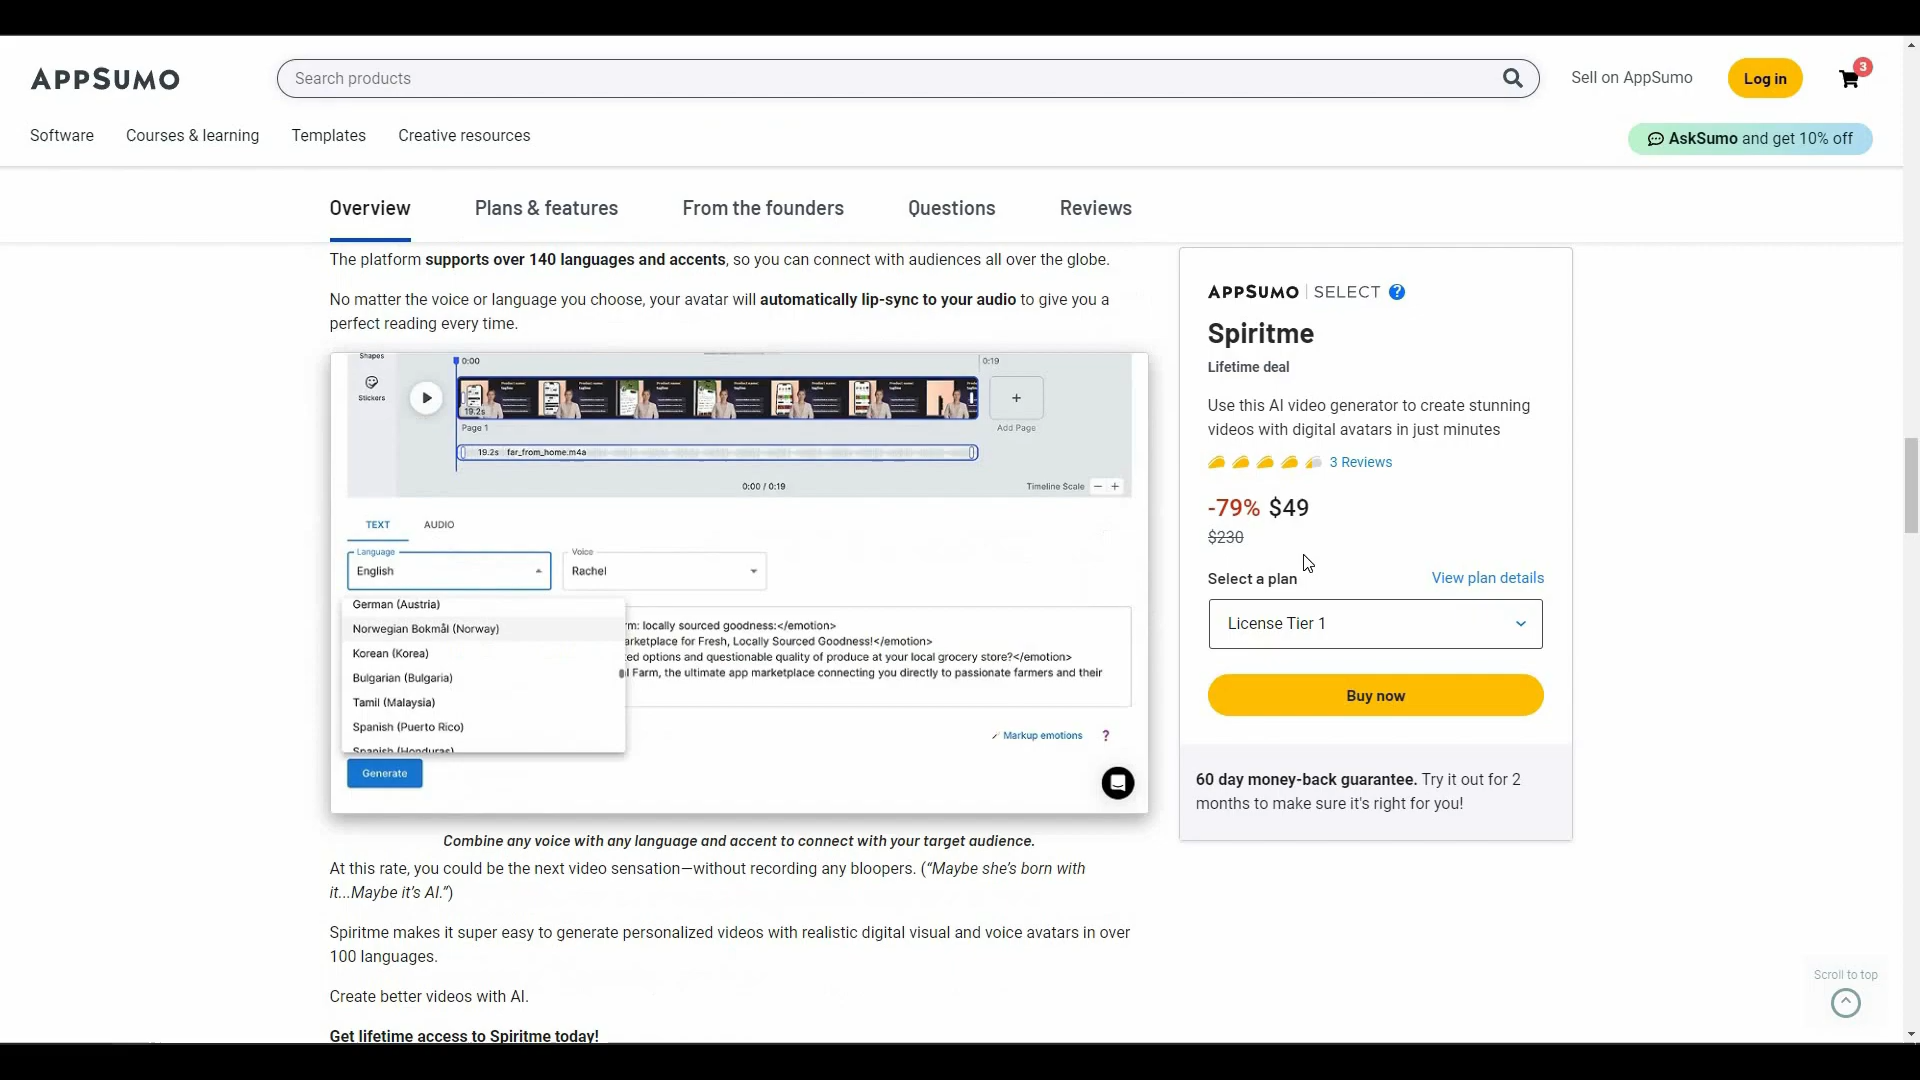 APPSUMO
Search products
Sell on AppSumo
Log in
3
Software
Courses & learning
Templates
Creative resources
AskSumo and get 10% off
Overview
Plans & features
From the founders
Questions
Reviews
The platform supports over 140 languages and accents, so you can connect with audiences all over the globe.
No matter the voice or language you choose, your avatar will automatically lip-sync to your audio to give you a
perfect reading every time.
Shapes
0:00
0:19
Stickers
19.2s
Page 1
Add Page
19.2s far_from_home.m4a
0:00 / 0:19
Timeline Scale
TEXT
AUDIO
Language
English
Voice
Rachel
German (Austria)
Norwegian Bokmål (Norway)
Korean (Korea)
Bulgarian (Bulgaria)
Tamil (Malaysia)
Spanish (Puerto Rico)
Spanish (Honduras)
rm: locally sourced goodness:</emotion>
arketplace for Fresh, Locally Sourced Goodness!</emotion>
ed options and questionable quality of produce at your local grocery store?</emotion>
l Farm, the ultimate app marketplace connecting you directly to passionate farmers and their
Markup emotions ?
Generate
Combine any voice with any language and accent to connect with your target audience.
At this rate, you could be the next video sensation—without recording any bloopers. (“Maybe she’s born with
it...Maybe it’s AI.”)
Spiritme makes it super easy to generate personalized videos with realistic digital visual and voice avatars in over
100 languages.
Create better videos with AI.
Get lifetime access to Spiritme today!
APPSUMO | SELECT ?
Spiritme
Lifetime deal
Use this AI video generator to create stunning
videos with digital avatars in just minutes
3 Reviews
-79% $49
$230
Select a plan
View plan details
License Tier 1
Buy now
60 day money-back guarantee. Try it out for 2
months to make sure it's right for you!
Scroll to top